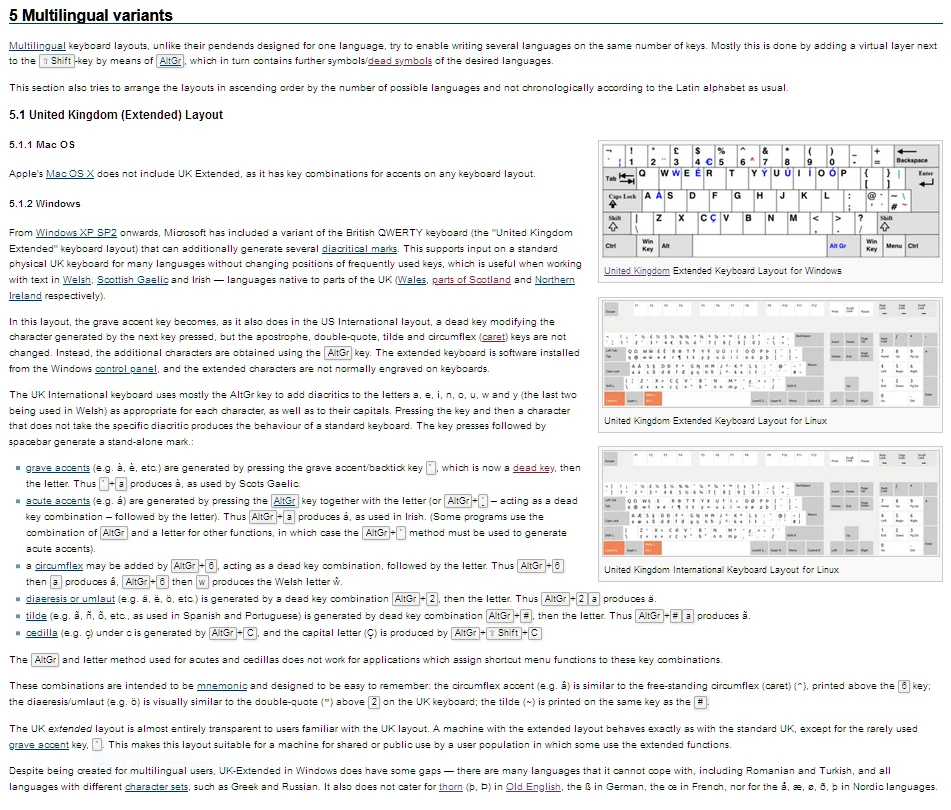 5 Multilingual variants
Multilingual keyboard layouts, unlike their pendends designed for one language, try to enable writing several languages on the same number of keys. Mostly this is done by adding a virtual layer next
to the ⇧ Shift-key by means of AltGr, which in turn contains further symbols/dead symbols of the desired languages.
This section also tries to arrange the layouts in ascending order by the number of possible languages and not chronologically according to the Latin alphabet as usual.
5.1 United Kingdom (Extended) Layout
5.1.1 Mac OS
Apple's Mac OS X does not include UK Extended, as it has key combinations for accents on any keyboard layout.
5.1.2 Windows
From Windows XP SP2 onwards, Microsoft has included a variant of the British QWERTY keyboard (the "United Kingdom
Extended" keyboard layout) that can additionally generate several diacritical marks. This supports input on a standard
physical UK keyboard for many languages without changing positions of frequently used keys, which is useful when working
with text in Welsh, Scottish Gaelic and Irish — languages native to parts of the UK (Wales, parts of Scotland and Northern
Ireland respectively).
In this layout, the grave accent key becomes, as it also does in the US International layout, a dead key modifying the
character generated by the next key pressed, but the apostrophe, double-quote, tilde and circumflex (caret) keys are not
changed. Instead, the additional characters are obtained using the AltGr key. The extended keyboard is software installed
from the Windows control panel, and the extended characters are not normally engraved on keyboards.
The UK International keyboard uses mostly the AltGr key to add diacritics to the letters a, e, i, n, o, u, w and y (the last two
being used in Welsh) as appropriate for each character, as well as to their capitals. Pressing the key and then a character
that does not take the specific diacritic produces the behaviour of a standard keyboard. The key presses followed by
spacebar generate a stand-alone mark.:
grave accents (e.g. à, è, etc.) are generated by pressing the grave accent/backtick key `, which is now a dead key, then
the letter. Thus `+a produces à, as used by Scots Gaelic.
acute accents (e.g. á) are generated by pressing the AltGr key together with the letter (or AltGr+' – acting as a dead
key combination – followed by the letter). Thus AltGr+a produces á, as used in Irish. (Some programs use the
combination of AltGr and a letter for other functions, in which case the AltGr+' method must be used to generate
acute accents).
a circumflex may be added by AltGr+6, acting as a dead key combination, followed by the letter. Thus AltGr+6
then a produces â, AltGr+6 then w produces the Welsh letter ŵ.
diaeresis or umlaut (e.g. ä, ë, ö, etc.) is generated by a dead key combination AltGr+2, then the letter. Thus AltGr+2a produces ä.
tilde (e.g. ã, ñ, õ, etc., as used in Spanish and Portuguese) is generated by dead key combination AltGr+#, then the letter. Thus AltGr+#a produces ã.
cedilla (e.g. ç) under c is generated by AltGr+C, and the capital letter (Ç) is produced by AltGr+⇧ Shift+C
The AltGr and letter method used for acutes and cedillas does not work for applications which assign shortcut menu functions to these key combinations.
These combinations are intended to be mnemonic and designed to be easy to remember: the circumflex accent (e.g. â) is similar to the free-standing circumflex (caret) (^), printed above the 6 key;
the diaeresis/umlaut (e.g. ö) is visually similar to the double-quote (") above 2 on the UK keyboard; the tilde (~) is printed on the same key as the #.
The UK extended layout is almost entirely transparent to users familiar with the UK layout. A machine with the extended layout behaves exactly as with the standard UK, except for the rarely used
grave accent key, `. This makes this layout suitable for a machine for shared or public use by a user population in which some use the extended functions.
Despite being created for multilingual users, UK-Extended in Windows does have some gaps — there are many languages that it cannot cope with, including Romanian and Turkish, and all
languages with different character sets, such as Greek and Russian. It also does not cater for thorn (þ, Þ) in Old English, the ß in German, the œ in French, nor for the å, æ, ø, ð, þ in Nordic languages.
Backspace
Tab
Enter
Caps Lock
Shift
Shift
Ctrl
Win Key
Alt
Alt Gr
Win Key
Menu
Ctrl
United Kingdom Extended Keyboard Layout for Windows
United Kingdom Extended Keyboard Layout for Linux
United Kingdom International Keyboard Layout for Linux